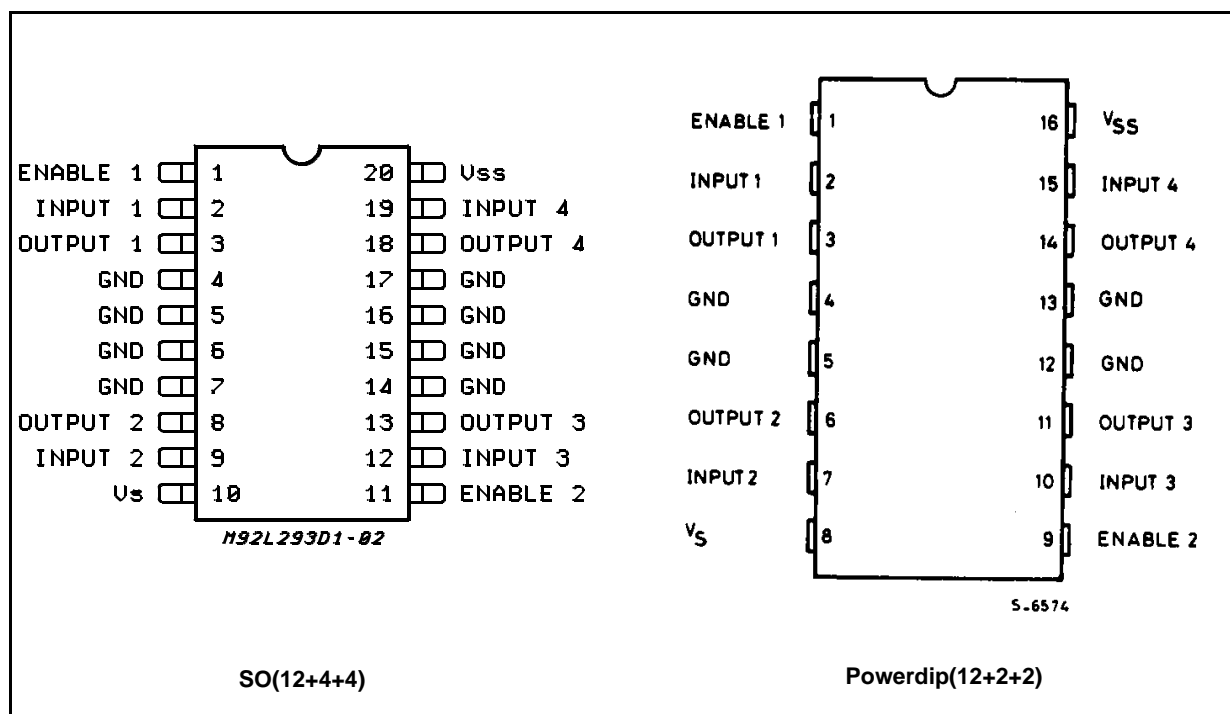 ENABLE 1 1 20 Vss
INPUT 1 2 19 INPUT 4
OUTPUT 1 3 18 OUTPUT 4
GND 4 17 GND
GND 5 16 GND
GND 6 15 GND
GND 7 14 GND
OUTPUT 2 8 13 OUTPUT 3
INPUT 2 9 12 INPUT 3
Vs 10 11 ENABLE 2
M92L293D1-02
SO(12+4+4)
ENABLE 1 1 16 VSS
INPUT 1 2 15 INPUT 4
OUTPUT 1 3 14 OUTPUT 4
GND 4 13 GND
GND 5 12 GND
OUTPUT 2 6 11 OUTPUT 3
INPUT 2 7 10 INPUT 3
VS 8 9 ENABLE 2
S-6574
Powerdip(12+2+2)